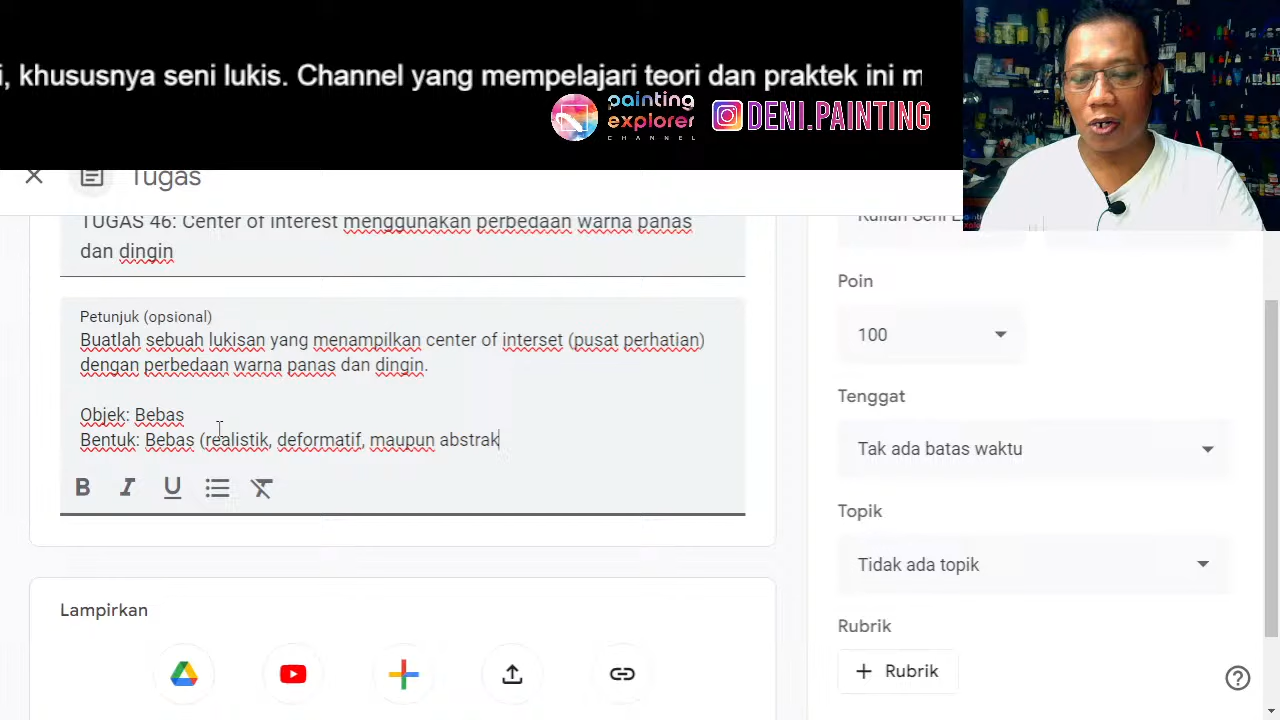 i, khususnya seni lukis. Channel yang mempelajari teori dan praktek ini m
painting
explorer
CHANNEL
DENI.PAINTING
Tugas
TUGAS 46: Center of Interest menggunakan perbedaan warna panas
dan dingin
Petunjuk (opsional)
Buatlah sebuah lukisan yang menampilkan center of interset (pusat perhatian)
dengan perbedaan warna panas dan dingin.
Objek: Bebas
Bentuk: Bebas (realistik, deformatif, maupun abstrak
B I U
Lampirkan
Poin
100
Tenggat
Tak ada batas waktu
Topik
Tidak ada topik
Rubrik
+ Rubrik